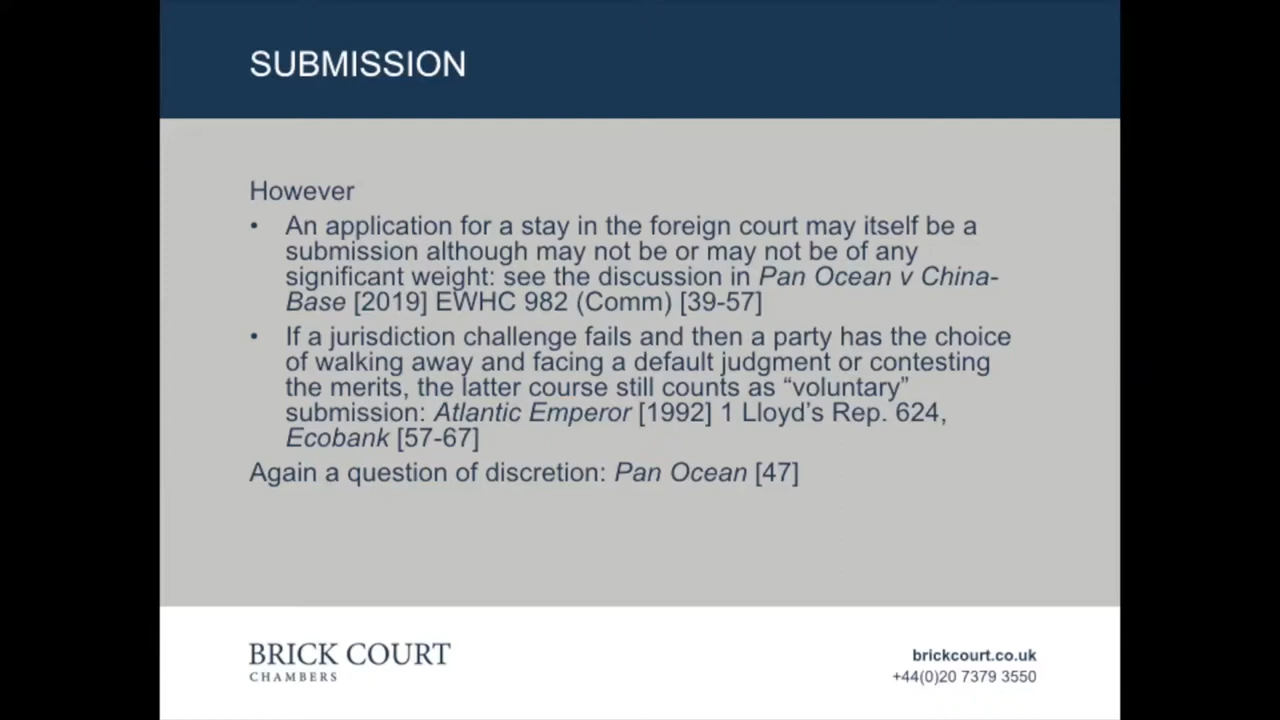 SUBMISSION
However
• An application for a stay in the foreign court may itself be a
submission although may not be or may not be of any
significant weight: see the discussion in Pan Ocean v China-
Base [2019] EWHC 982 (Comm) [39-57]
• If a jurisdiction challenge fails and then a party has the choice
of walking away and facing a default judgment or contesting
the merits, the latter course still counts as “voluntary”
submission: Atlantic Emperor [1992] 1 Lloyd’s Rep. 624,
Ecobank [57-67]
Again a question of discretion: Pan Ocean [47]
BRICK COURT
CHAMBERS
brickcourt.co.uk
+44(0)20 7379 3550